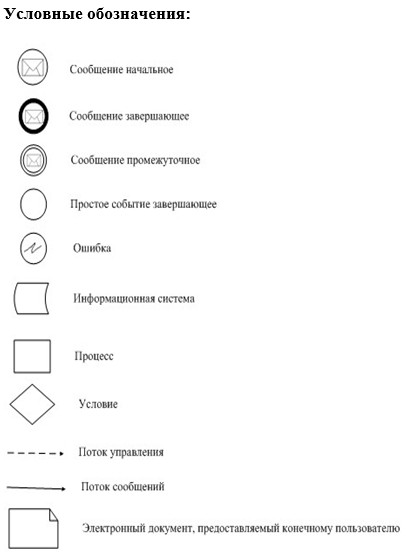 Условные обозначения:
Сообщение начальное
Сообщение завершающее
Сообщение промежуточное
Простое событие завершающее
Ошибка
Информационная система
Процесс
Условие
Поток управления
Поток сообщений
Электронный документ, предоставляемый конечному пользователю